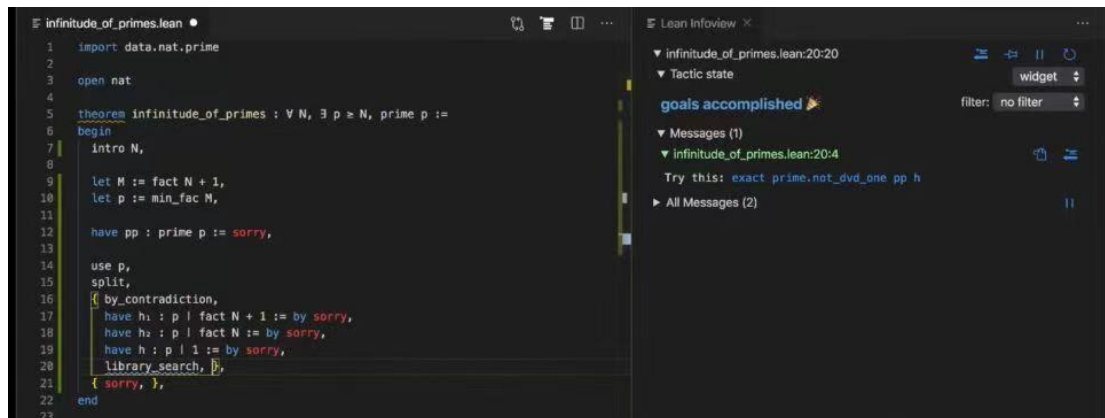 infinitude_of_primes.lean
1 import data.nat.prime
2
3 open nat
4
5 theorem infinitude_of_primes : ∀ N, ∃ p ≥ N, prime p :=
6 begin
7 intro N,
8
9 let M := fact N + 1,
10 let p := min_fac M,
11
12 have pp : prime p := sorry,
13
14 use p,
15 split,
16 { by_contradiction,
17 have h₁ : p ∣ fact N + 1 := by sorry,
18 have h₂ : p ∣ fact N := by sorry,
19 have h : p ∣ 1 := by sorry,
20 library_search, },
21 { sorry, },
22 end
23
Lean Infoview
infinitude_of_primes.lean:20:20
Tactic state
widget
goals accomplished 🎉
filter: no filter
Messages (1)
infinitude_of_primes.lean:20:4
Try this: exact prime.not_dvd_one pp h
All Messages (2)